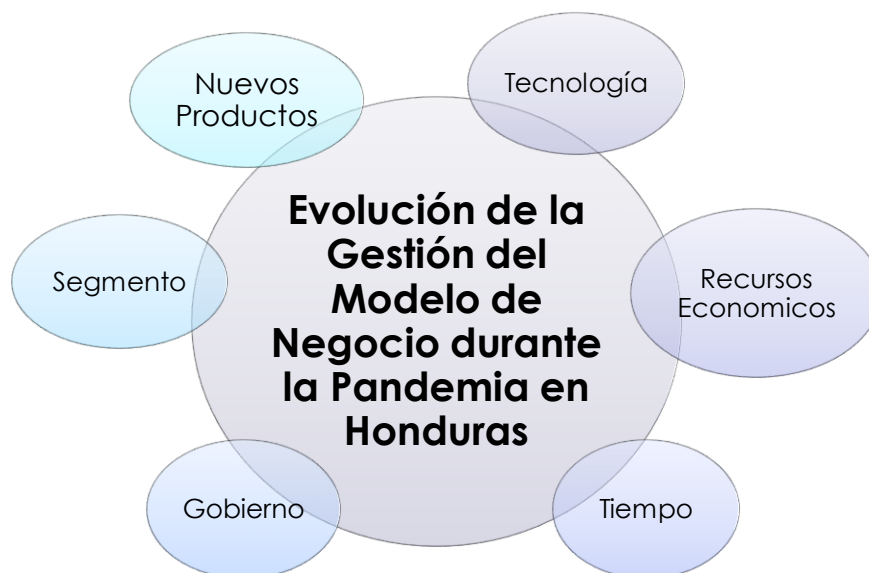 Nuevos
Productos
Tecnología
Segmento
Evolución de la
Gestión del
Modelo de
Negocio durante
la Pandemia en
Honduras
Recursos
Economicos
Gobierno
Tiempo